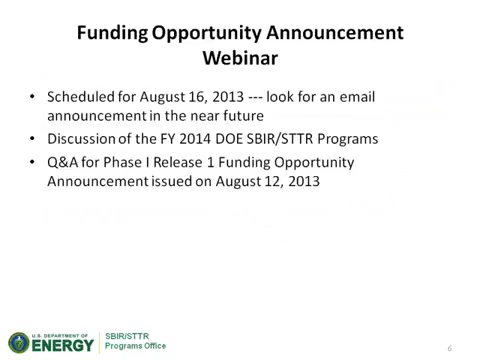 Funding Opportunity Announcement
Webinar
• Scheduled for August 16, 2013 --- look for an email
announcement in the near future
• Discussion of the FY 2014 DOE SBIR/STTR Programs
• Q&A for Phase I Release 1 Funding Opportunity
Announcement issued on August 12, 2013
U.S. DEPARTMENT OF
ENERGY
SBIR/STTR
Programs Office
6